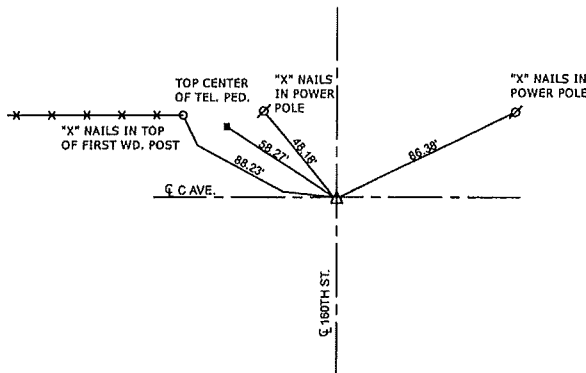 TOP CENTER
OF TEL. PED.
"X" NAILS
IN POWER
POLE
"X" NAILS IN
POWER POLE
"X" NAILS IN TOP
OF FIRST WD. POST
88.23'
58.27'
48.18'
86.38'
℄ C AVE.
℄ 160TH ST.